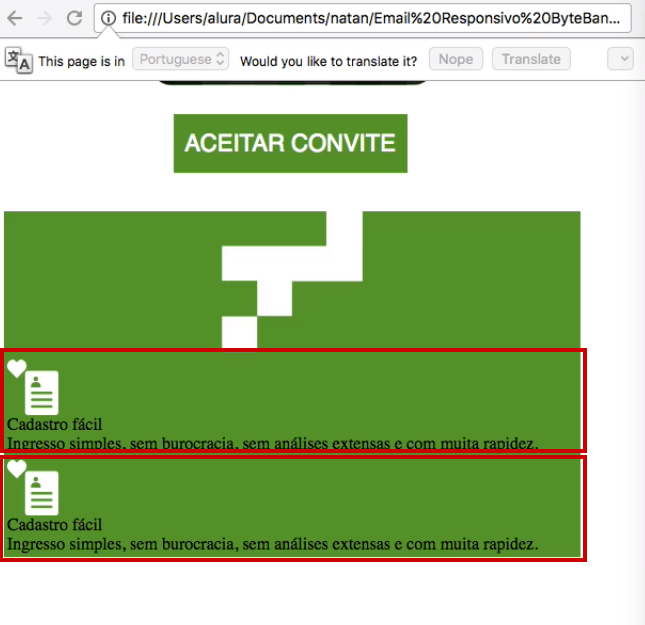 file:///Users/alura/Documents/natan/Email%20Responsivo%20ByteBan...
This page is in Portuguese Would you like to translate it? Nope Translate
ACEITAR CONVITE
Cadastro fácil
Ingresso simples, sem burocracia, sem análises extensas e com muita rapidez.
Cadastro fácil
Ingresso simples, sem burocracia, sem análises extensas e com muita rapidez.